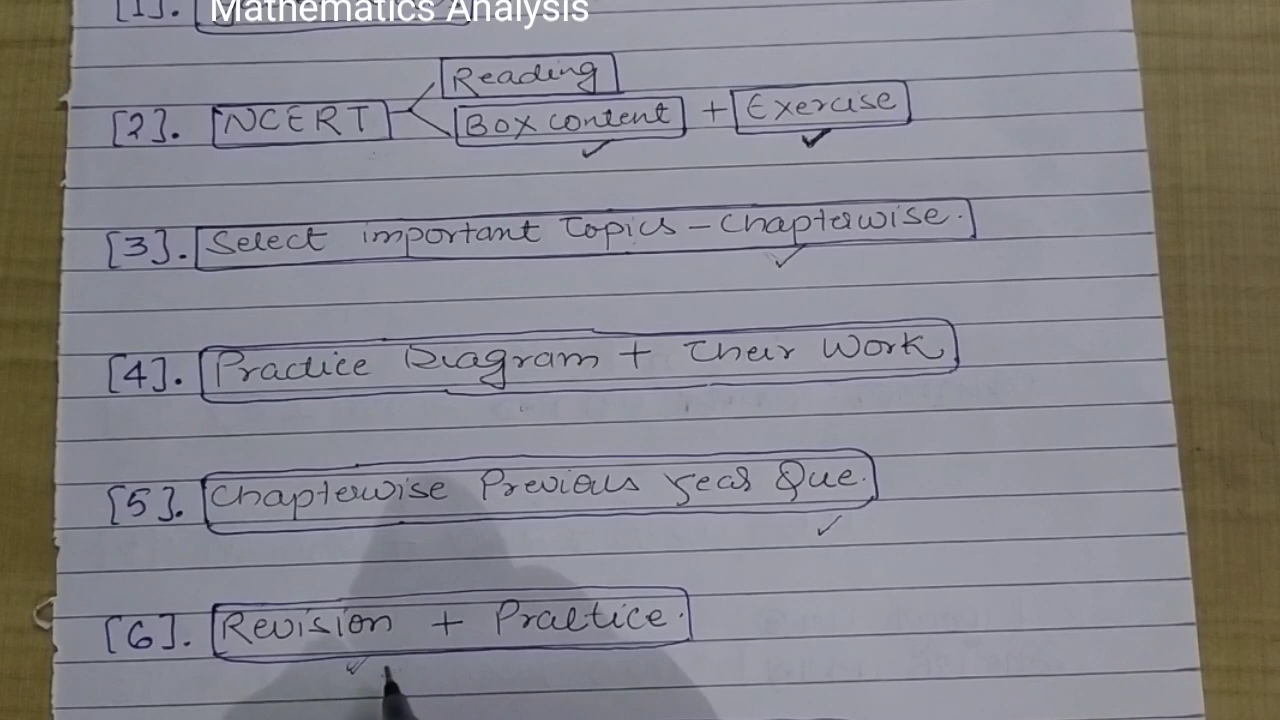 Mathematics Analysis
[1].
[2]. NCERT Reading
Box content + Exercise
[3]. Select important Topics - Chapterwise.
[4]. Practice Diagram + Their Work
[5]. Chapterwise Previous year Que.
[6]. Revision + Practice.